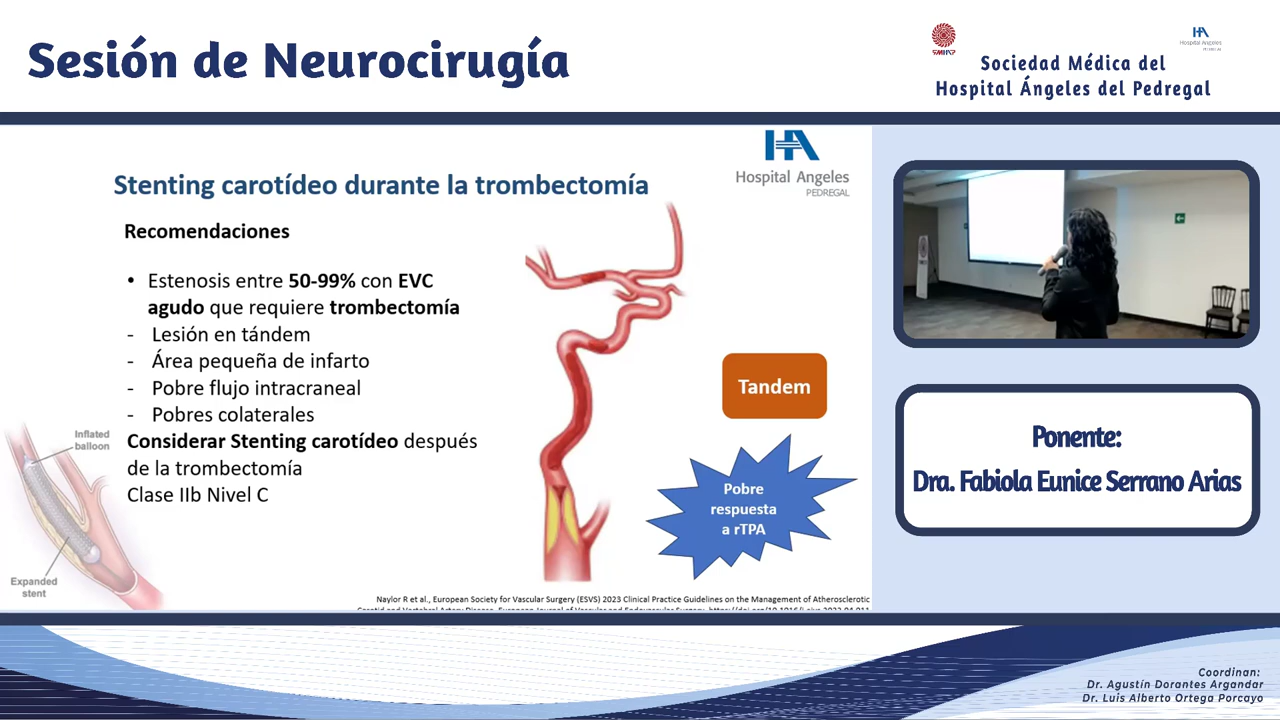 Sesión de Neurocirugía
Hospital Angeles
Sociedad Médica del
Hospital Ángeles del Pedregal
Hospital Angeles
PEDREGAL
Stenting carotídeo durante la trombectomía
Recomendaciones
• Estenosis entre 50-99% con EVC
agudo que requiere trombectomía
- Lesión en tándem
- Área pequeña de infarto
- Pobre flujo intracraneal
- Pobres colaterales
Considerar Stenting carotídeo después
de la trombectomía
Clase IIb Nivel C
Inflated
balloon
Expanded
stent
Tandem
Pobre
respuesta
a rTPA
Naylor R et al., European Society for Vascular Surgery (ESVS) 2023 Clinical Practice Guidelines on the Management of Atherosclerotic
Ponente:
Dra. Fabiola Eunice Serrano Arias
Coordinan:
Dr. Agustín Dorantes Argandar
Dr. Luis Alberto Ortega Porcayo